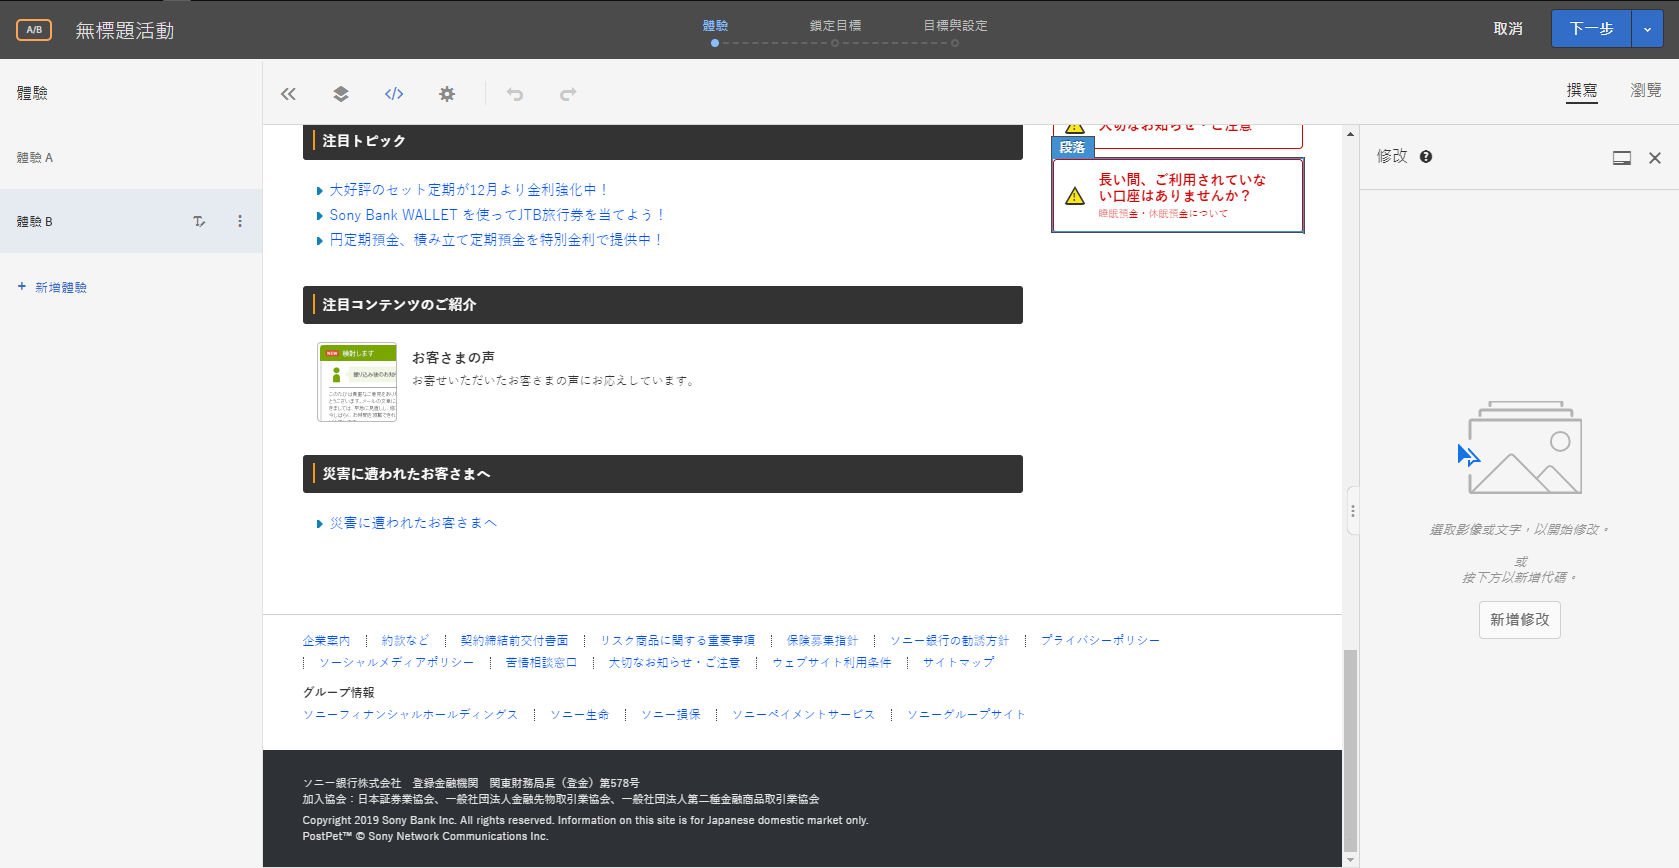 A/B
無標題活動
體驗
鎖定目標
目標與設定
取消
下一步
體驗
體驗 A
體驗 B
+ 新增體驗
撰寫
瀏覽
注目トピック
大好評のセット定期が12月より金利強化中！
Sony Bank WALLET を使ってJTB旅行券を当てよう！
円定期預金、積み立て定期預金を特別金利で提供中！
大切なお知らせ・ご注意
段落
長い間、ご利用されていな
い口座はありませんか？
睡眠預金・休眠預金について
注目コンテンツのご紹介
NEW 検討します
お客さまの声
お寄せいただいたお客さまの声にお応えしています。
災害に遭われたお客さまへ
災害に遭われたお客さまへ
企業案内
約款など
契約締結前交付書面
リスク商品に関する重要事項
保険募集指針
ソニー銀行の勧誘方針
プライバシーポリシー
ソーシャルメディアポリシー
苦情相談窓口
大切なお知らせ・ご注意
ウェブサイト利用条件
サイトマップ
グループ情報
ソニーフィナンシャルホールディングス
ソニー生命
ソニー損保
ソニーペイメントサービス
ソニーグループサイト
ソニー銀行株式会社　登録金融機関　関東財務局長（登金）第578号
加入協会：日本証券業協会、一般社団法人金融先物取引業協会、一般社団法人第二種金融商品取引業協会
Copyright 2019 Sony Bank Inc. All rights reserved. Information on this site is for Japanese domestic market only.
PostPet™ © Sony Network Communications Inc.
修改
選取影像或文字，以開始修改。
或
按下方以新增代碼。
新增修改